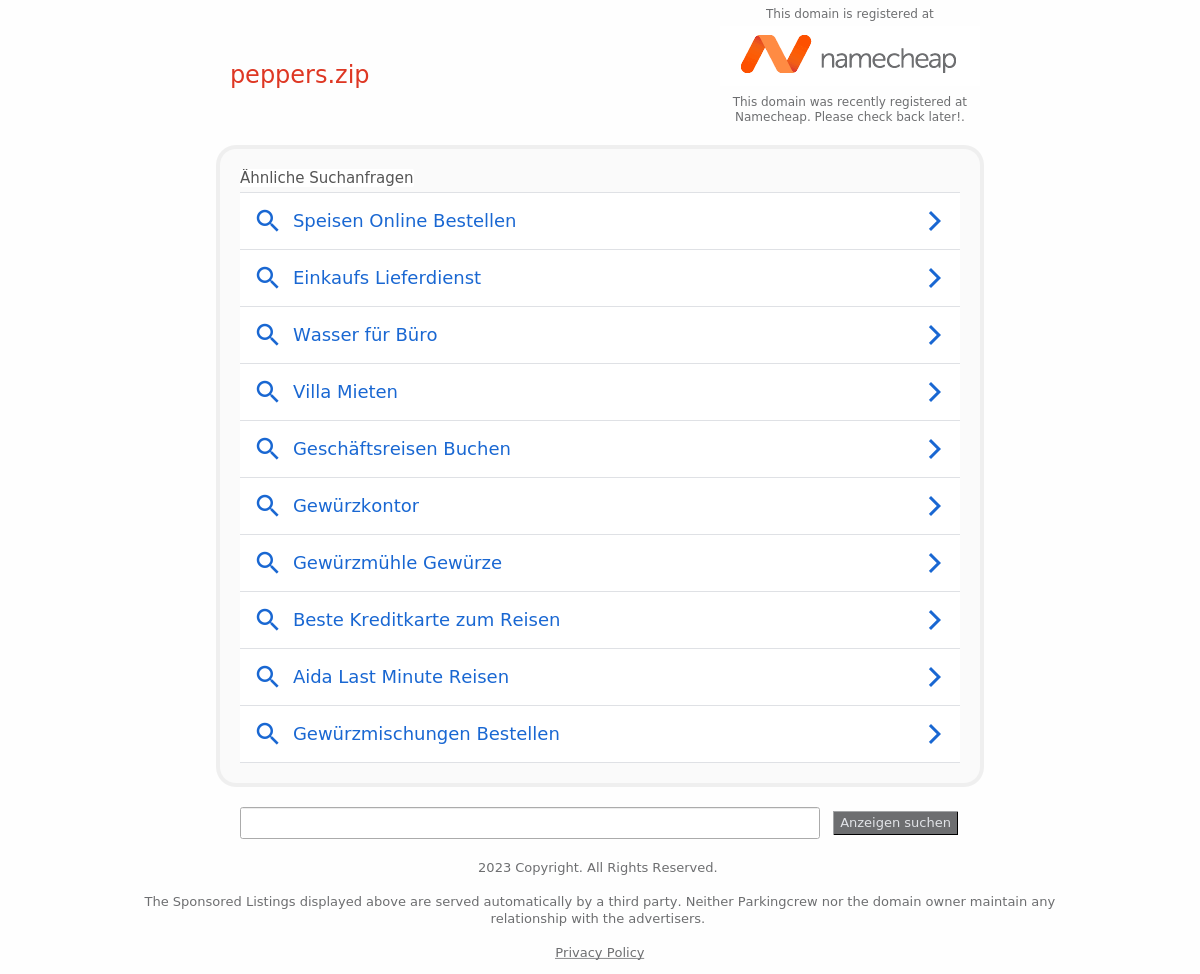 This domain is registered at
namecheap
peppers.zip
This domain was recently registered at
Namecheap. Please check back later!.
Ähnliche Suchanfragen
Speisen Online Bestellen
Einkaufs Lieferdienst
Wasser für Büro
Villa Mieten
Geschäftsreisen Buchen
Gewürzkontor
Gewürzmühle Gewürze
Beste Kreditkarte zum Reisen
Aida Last Minute Reisen
Gewürzmischungen Bestellen
Anzeigen suchen
2023 Copyright. All Rights Reserved.
The Sponsored Listings displayed above are served automatically by a third party. Neither Parkingcrew nor the domain owner maintain any
relationship with the advertisers.
Privacy Policy